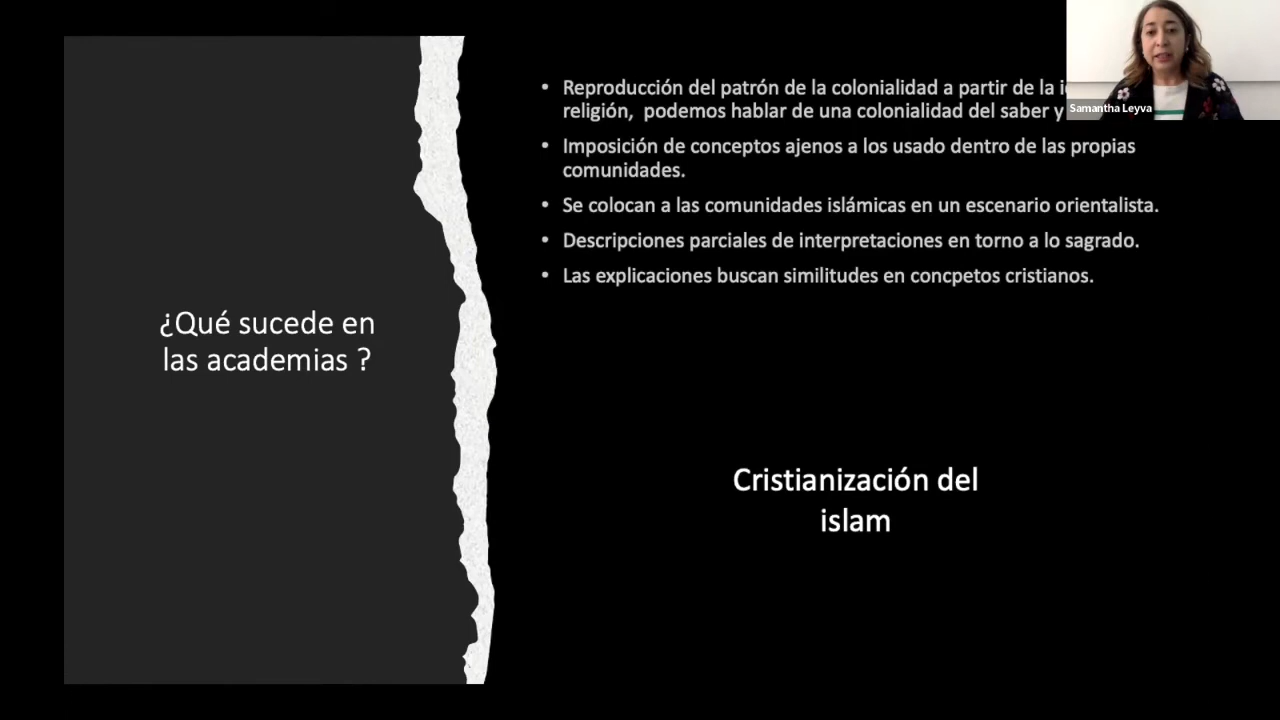 ¿Qué sucede en
las academias ?
• Reproducción del patrón de la colonialidad a partir de la
religión, podemos hablar de una colonialidad del saber y
• Imposición de conceptos ajenos a los usado dentro de las propias
comunidades.
• Se colocan a las comunidades islámicas en un escenario orientalista.
• Descripciones parciales de interpretaciones en torno a lo sagrado.
• Las explicaciones buscan similitudes en concpetos cristianos.
Cristianización del
islam
Samantha Leyva